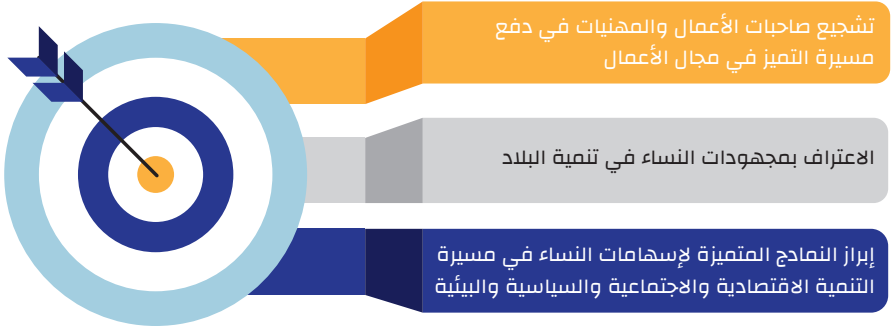 تشجيع صاحبات الأعمال والمهنيات في دفع
مسيرة التميز في مجال الأعمال
الاعتراف بمجهودات النساء في تنمية البلاد
إبراز النمادج المتميزة لإسهامات النساء في مسيرة
التنمية الاقتصادية والاجتماعية والسياسية والبيئية